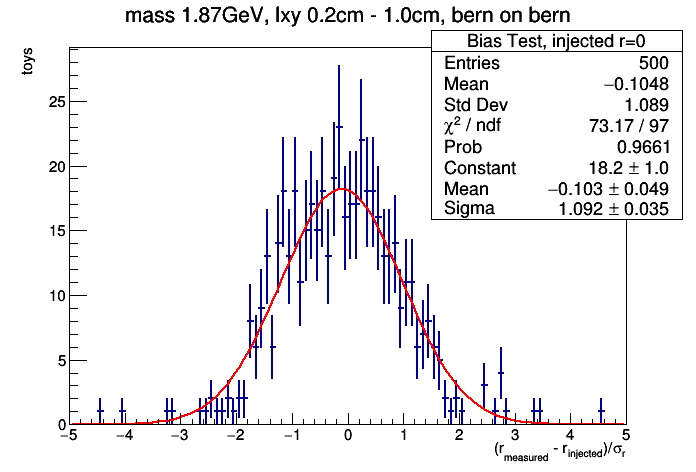 mass 1.87GeV, lxy 0.2cm - 1.0cm, bern on bern
Bias Test, injected r=0
Entries 500
Mean −0.1048
Std Dev 1.089
χ² / ndf 73.17 / 97
Prob 0.9661
Constant 18.2 ± 1.0
Mean −0.103 ± 0.049
Sigma 1.092 ± 0.035
toys
25
20
15
10
5
0
−5 −4 −3 −2 −1 0 1 2 3 4 5
(r_measured - r_injected)/σ_r